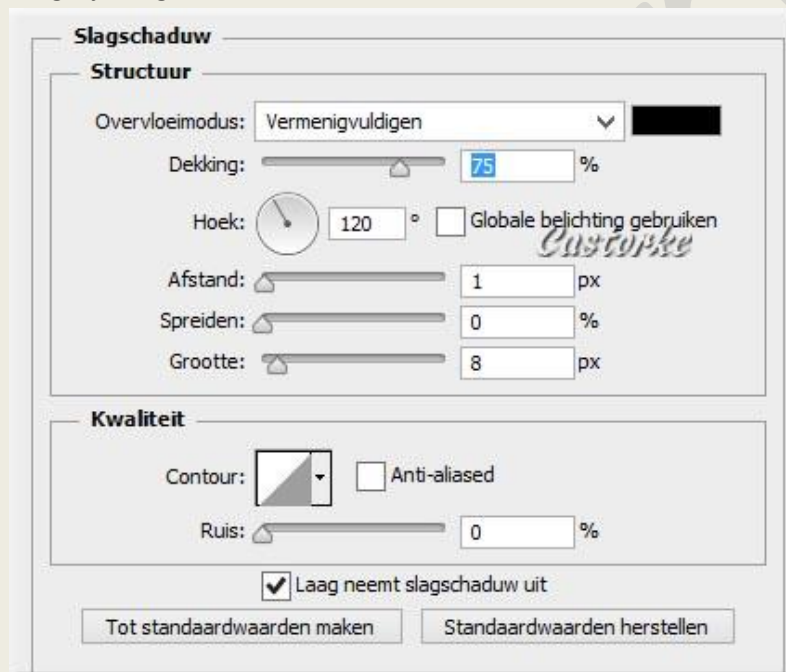 Slagschaduw
Structuur
Overvloeimodus: Vermenigvuldigen
Dekking: 75 %
Hoek: 120 ° Globale belichting gebruiken
Castorke
Afstand: 1 px
Spreiden: 0 %
Grootte: 8 px
Kwaliteit
Contour: Anti-aliased
Ruis: 0 %
Laag neemt slagschaduw uit
Tot standaardwaarden maken Standaardwaarden herstellen